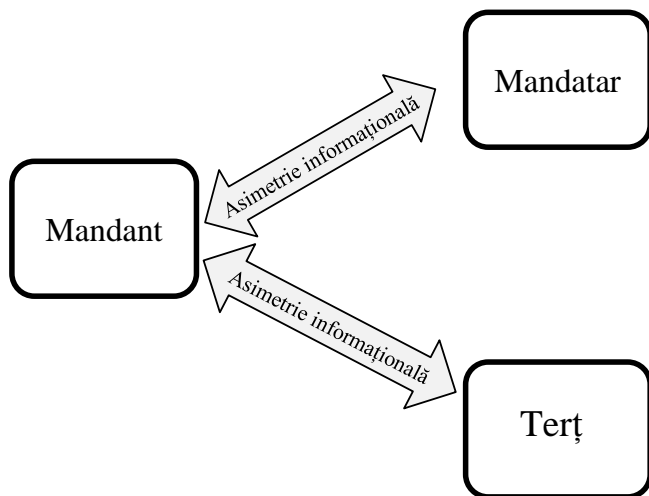 Mandatar
Asimetrie informațională
Mandant
Asimetrie informațională
Terț